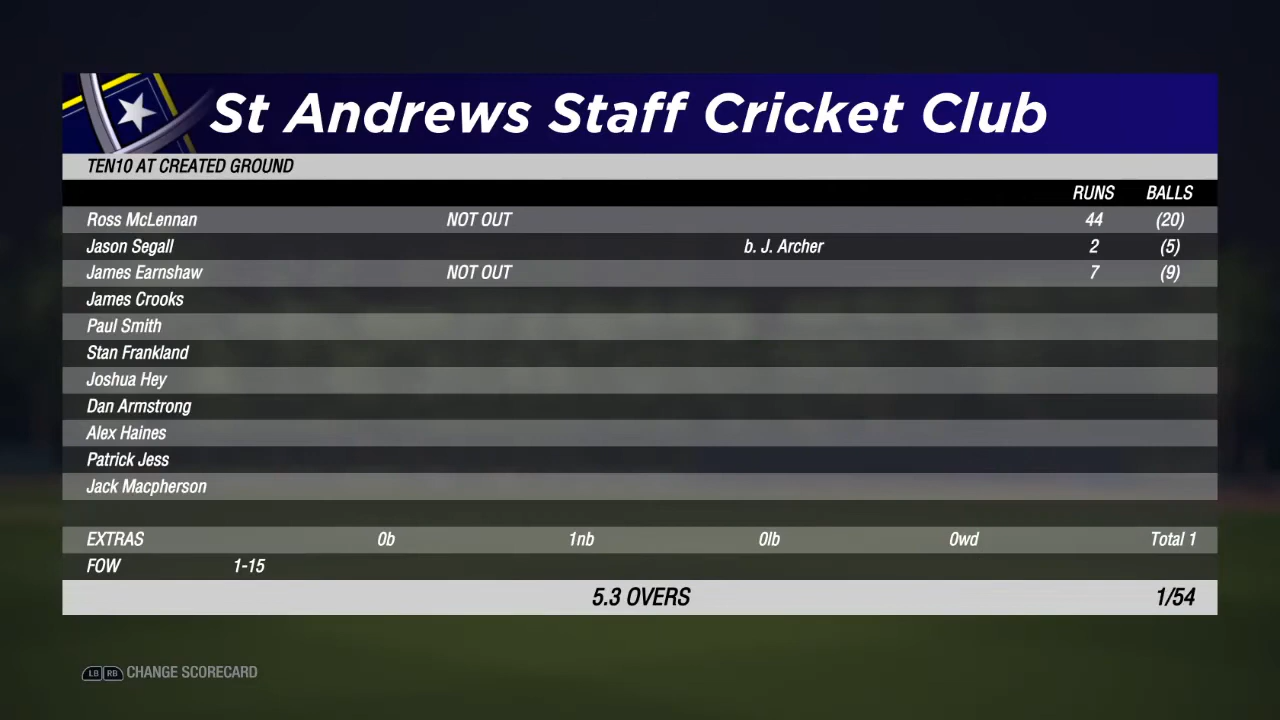 St Andrews Staff Cricket Club
TEN10 AT CREATED GROUND
RUNS BALLS
Ross McLennan NOT OUT 44 (20)
Jason Segall b. J. Archer 2 (5)
James Earnshaw NOT OUT 7 (9)
James Crooks
Paul Smith
Stan Frankland
Joshua Hey
Dan Armstrong
Alex Haines
Patrick Jess
Jack Macpherson
EXTRAS 0b 1nb 0lb 0wd Total 1
FOW 1-15
5.3 OVERS 1/54
LB RB CHANGE SCORECARD